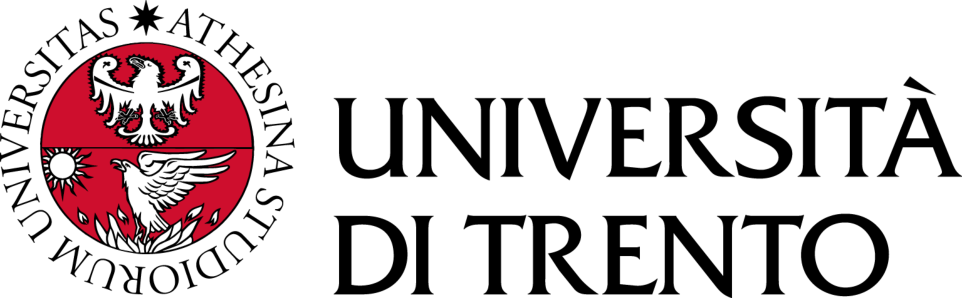 ATHESINA STUDIORUM UNIVERSITAS
UNIVERSITÀ
DI TRENTO